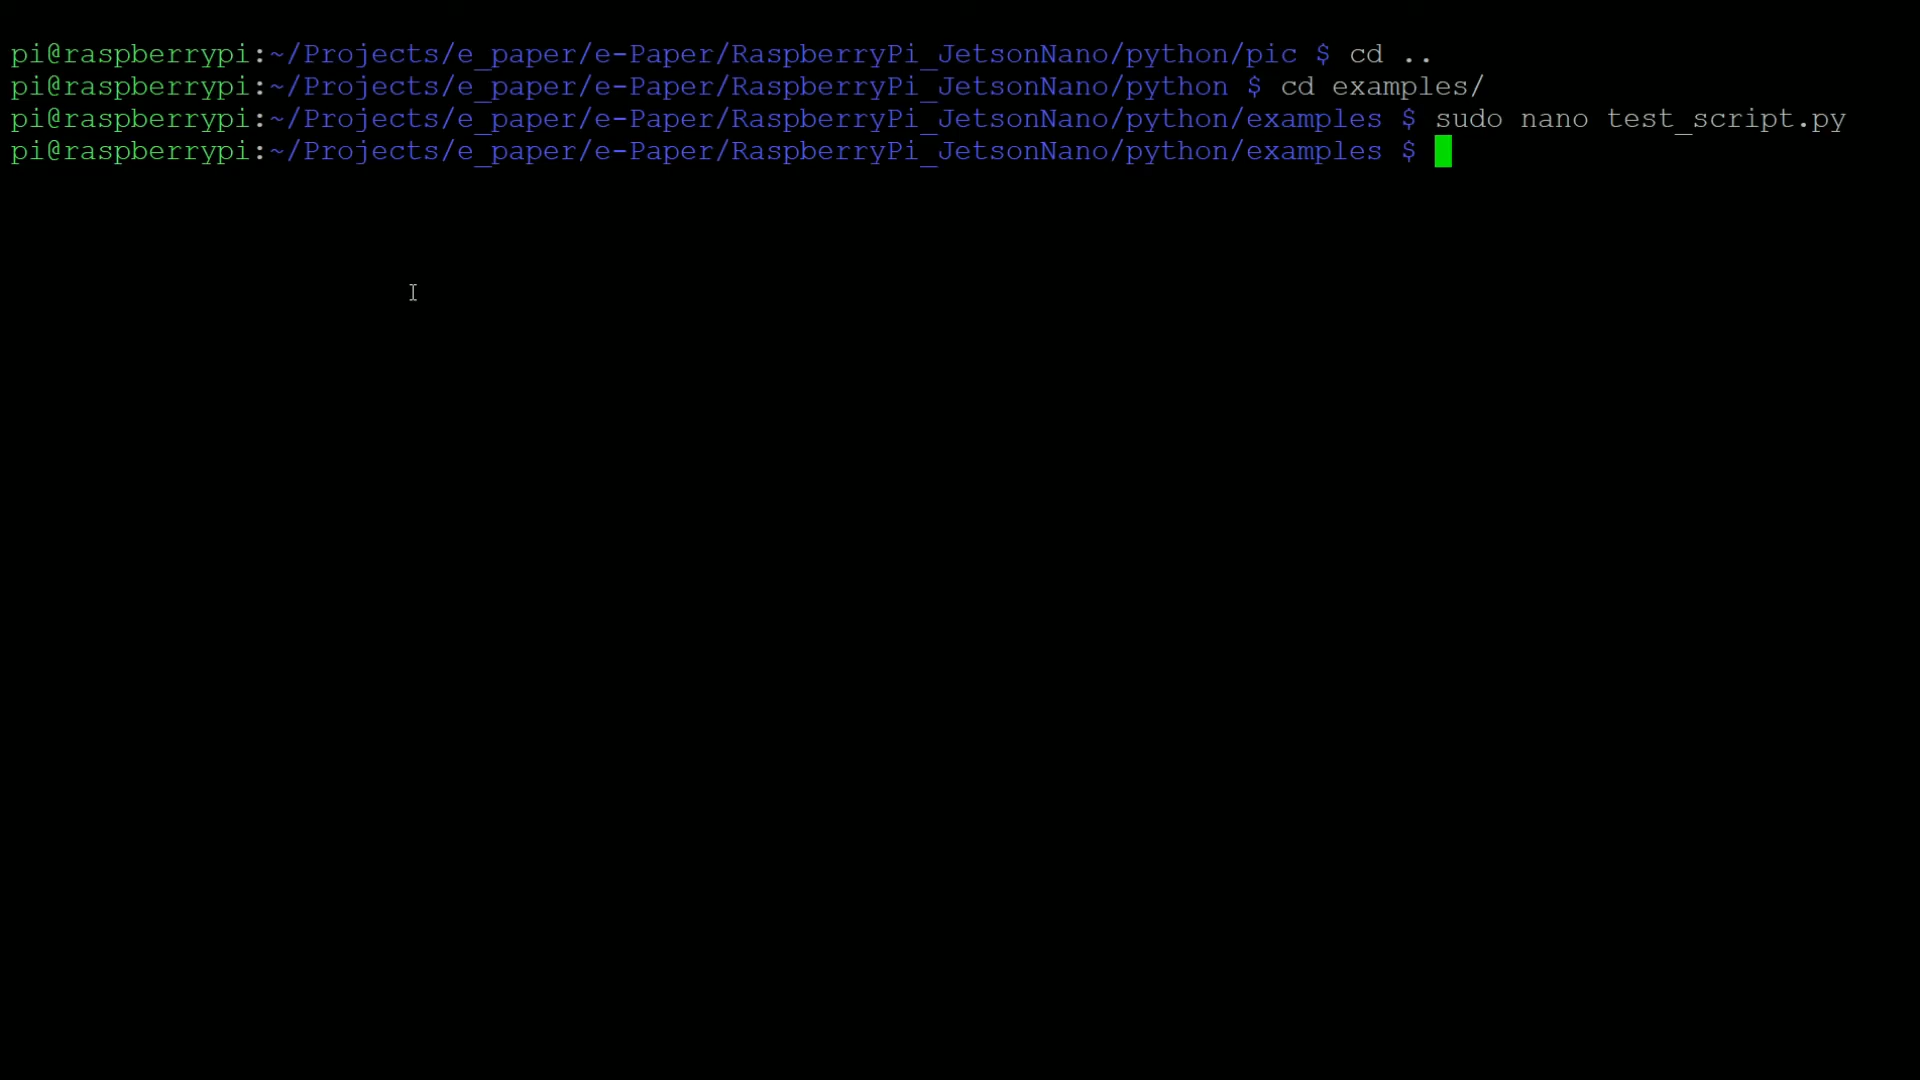 pi@raspberrypi:~/Projects/e_paper/e-Paper/RaspberryPi_JetsonNano/python/pic $ cd ..
pi@raspberrypi:~/Projects/e_paper/e-Paper/RaspberryPi_JetsonNano/python $ cd examples/
pi@raspberrypi:~/Projects/e_paper/e-Paper/RaspberryPi_JetsonNano/python/examples $ sudo nano test_script.py
pi@raspberrypi:~/Projects/e_paper/e-Paper/RaspberryPi_JetsonNano/python/examples $